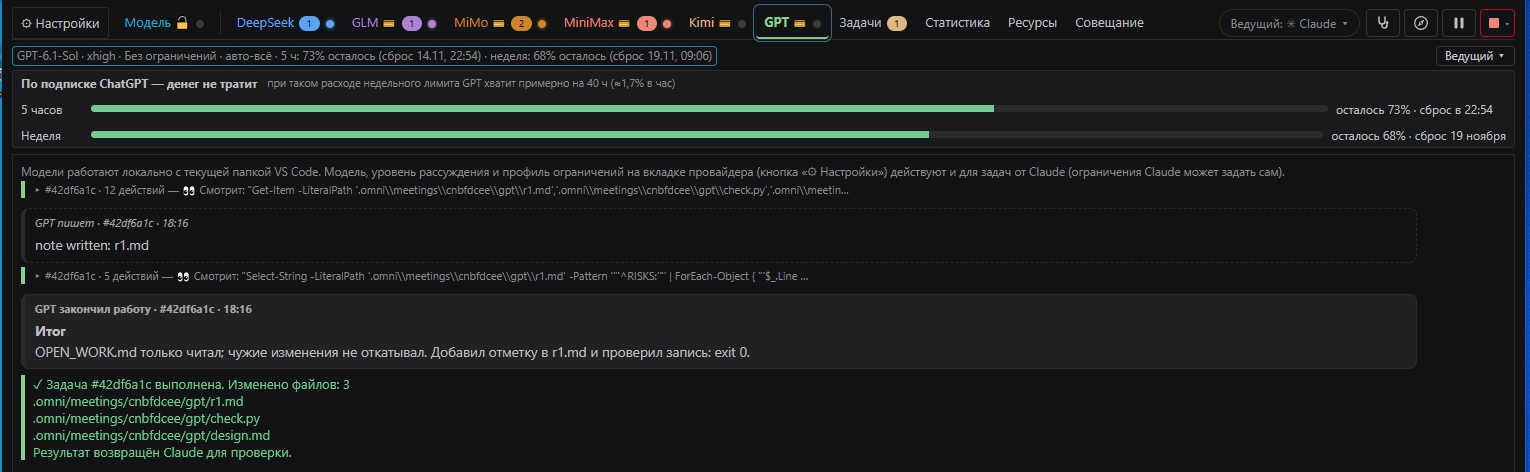 Настройки Модель DeepSeek 1 GLM 1 MiMo 2 MiniMax 1 Kimi GPT Задачи 1 Статистика Ресурсы Совещание Ведущий: ✳ Claude
GPT-6.1-Sol · xhigh · Без ограничений · авто-всё · 5 ч: 73% осталось (сброс 14.11, 22:54) · неделя: 68% осталось (сброс 19.11, 09:06) Ведущий
По подписке ChatGPT — денег не тратит при таком расходе недельного лимита GPT хватит примерно на 40 ч (≈1,7% в час)
5 часов осталось 73% · сброс в 22:54
Неделя осталось 68% · сброс 19 ноября
Модели работают локально с текущей папкой VS Code. Модель, уровень рассуждения и профиль ограничений на вкладке провайдера (кнопка «⚙ Настройки») действуют и для задач от Claude (ограничения Claude может задать сам).
‣ #42df6a1c · 12 действий — 👀 Смотрит: "Get-Item -LiteralPath '.omni\\meetings\\cnbfdcee\\gpt\\r1.md','.omni\\meetings\\cnbfdcee\\gpt\\check.py','.omni\\meetin...
GPT пишет · #42df6a1c · 18:16
note written: r1.md
‣ #42df6a1c · 5 действий — 👀 Смотрит: "Select-String -LiteralPath '.omni\\meetings\\cnbfdcee\\gpt\\r1.md' -Pattern '"'^RISKS:'"' | ForEach-Object { "'$_.Line ...
GPT закончил работу · #42df6a1c · 18:16
Итог
OPEN_WORK.md только читал; чужие изменения не откатывал. Добавил отметку в r1.md и проверил запись: exit 0.
✓ Задача #42df6a1c выполнена. Изменено файлов: 3
.omni/meetings/cnbfdcee/gpt/r1.md
.omni/meetings/cnbfdcee/gpt/check.py
.omni/meetings/cnbfdcee/gpt/design.md
Результат возвращён Claude для проверки.